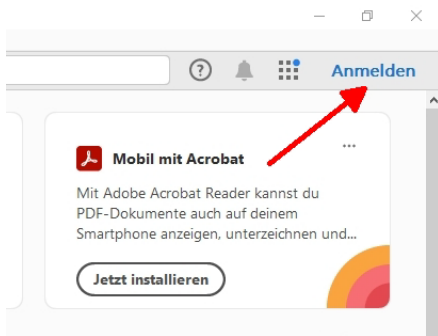 Anmelden
Mobil mit Acrobat
Mit Adobe Acrobat Reader kannst du
PDF-Dokumente auch auf deinem
Smartphone anzeigen, unterzeichnen und...
Jetzt installieren